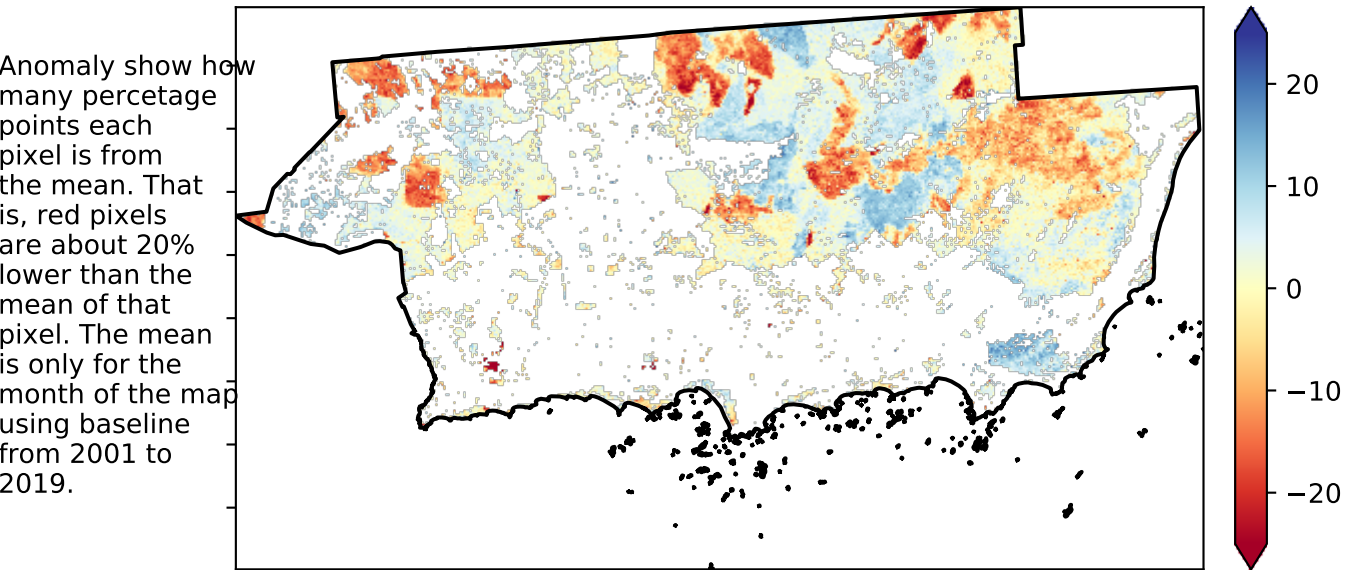 Anomaly show how
many percetage
points each
pixel is from
the mean. That
is, red pixels
are about 20%
lower than the
mean of that
pixel. The mean
is only for the
month of the map
using baseline
from 2001 to
2019.
20
10
0
−10
−20